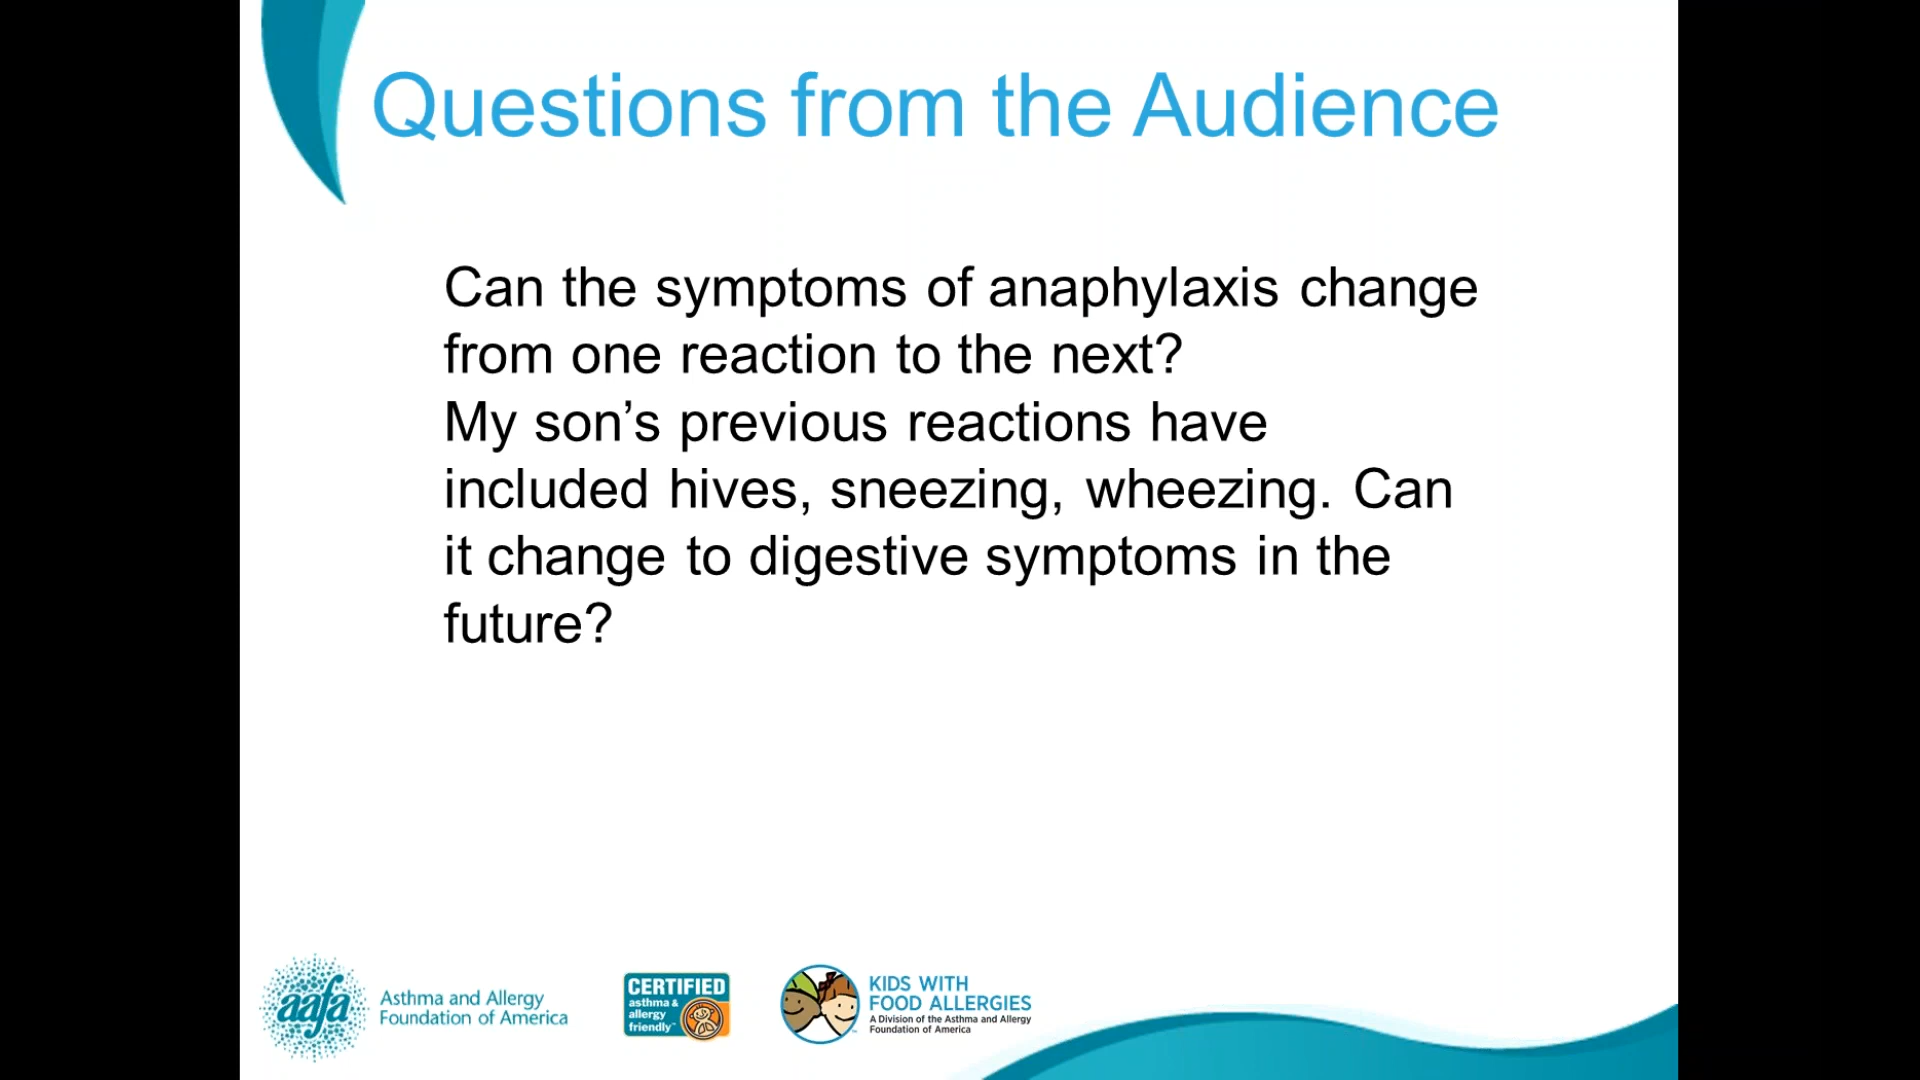 Questions from the Audience
Can the symptoms of anaphylaxis change
from one reaction to the next?
My son’s previous reactions have
included hives, sneezing, wheezing. Can
it change to digestive symptoms in the
future?
aafa
Asthma and Allergy
Foundation of America
CERTIFIED
asthma &
allergy
friendly™
KIDS WITH
FOOD ALLERGIES
A Division of the Asthma and Allergy
Foundation of America